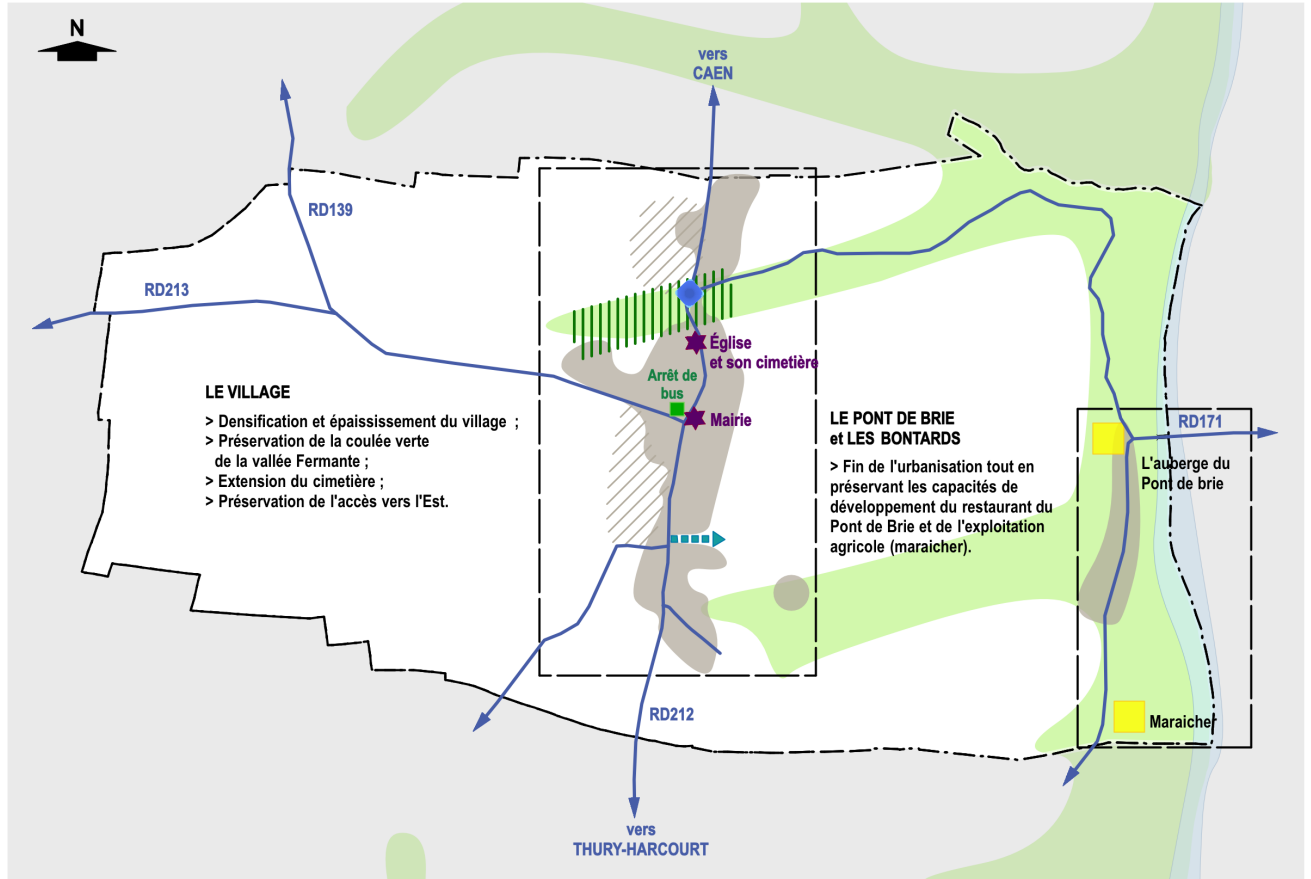 N
vers
CAEN
RD139
RD213
Église
et son cimetière
Arrêt de
bus
Mairie
LE VILLAGE
> Densification et épaississement du village ;
> Préservation de la coulée verte
de la vallée Fermante ;
> Extension du cimetière ;
> Préservation de l'accès vers l'Est.
LE PONT DE BRIE
et LES BONTARDS
> Fin de l'urbanisation tout en
préservant les capacités de
développement du restaurant du
Pont de Brie et de l'exploitation
agricole (maraicher).
RD171
L'auberge du
Pont de brie
Maraicher
RD212
vers
THURY-HARCOURT